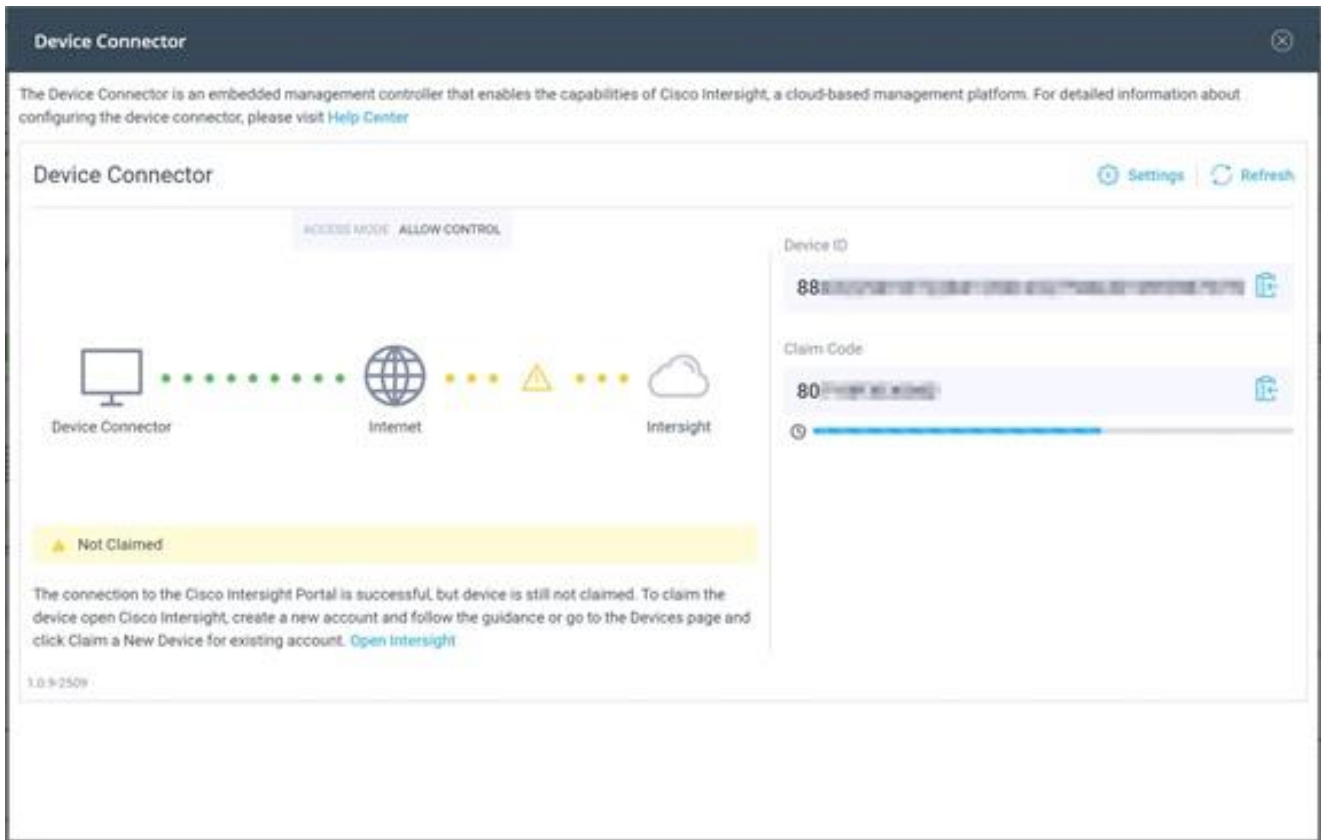 Device Connector
The Device Connector is an embedded management controller that enables the capabilities of Cisco Intersight, a cloud-based management platform. For detailed information about
configuring the device connector, please visit Help Center
Device Connector
Settings
Refresh
ACCESS MODE ALLOW CONTROL
Device ID
88
Claim Code
80
Device Connector
Internet
Intersight
Not Claimed
The connection to the Cisco Intersight Portal is successful, but device is still not claimed. To claim the
device open Cisco Intersight, create a new account and follow the guidance or go to the Devices page and
click Claim a New Device for existing account. Open Intersight
1.0.9-2509